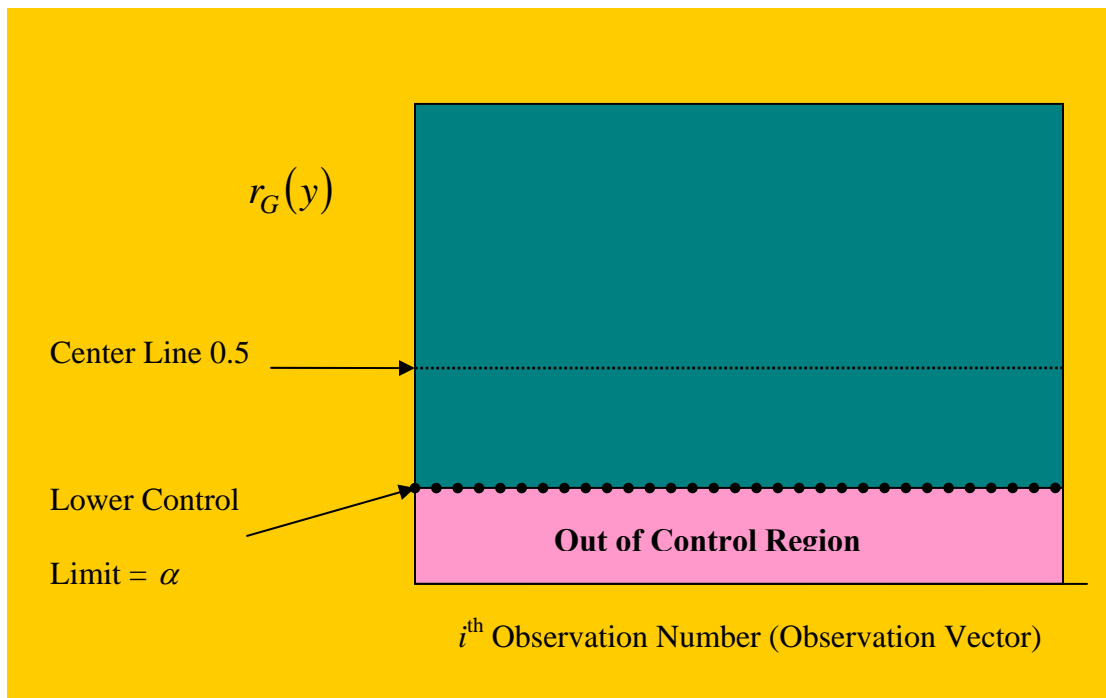 r_G(y)
Center Line 0.5
Lower Control
Limit = α
Out of Control Region
i^th Observation Number (Observation Vector)